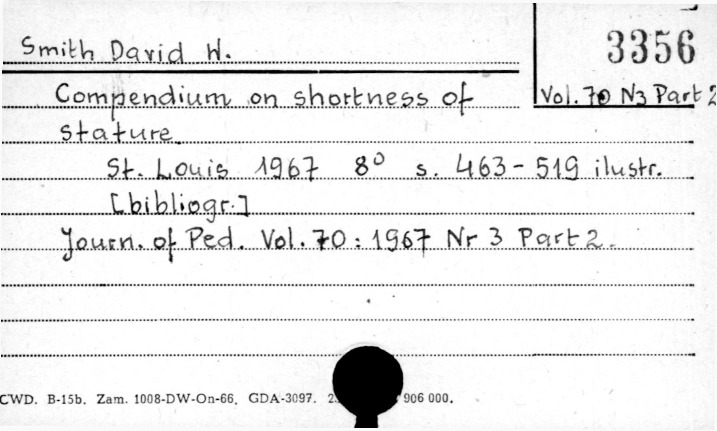 3356
Smith David W.
Vol. 70 N3 Part 2
Compendium on shortness of
stature
St. Louis 1967 8° s. 463-519 ilustr.
[bibliogr.]
Journ. of Ped. Vol. 70: 1967 Nr 3 Part 2.
CWD. B-15b. Zam. 1008-DW-On-66. GDA-3097. 906 000.